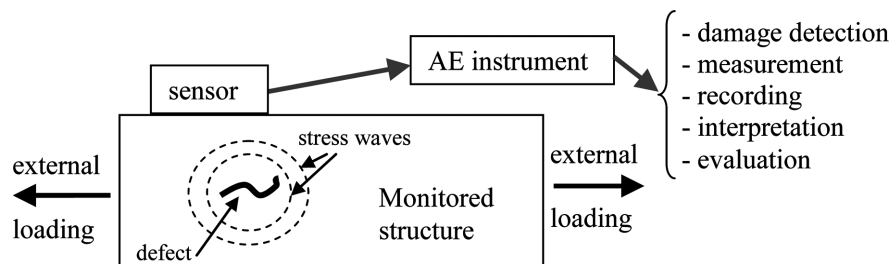 sensor
AE instrument
- damage detection
- measurement
- recording
- interpretation
- evaluation
stress waves
external
loading
defect
Monitored
structure
external
loading